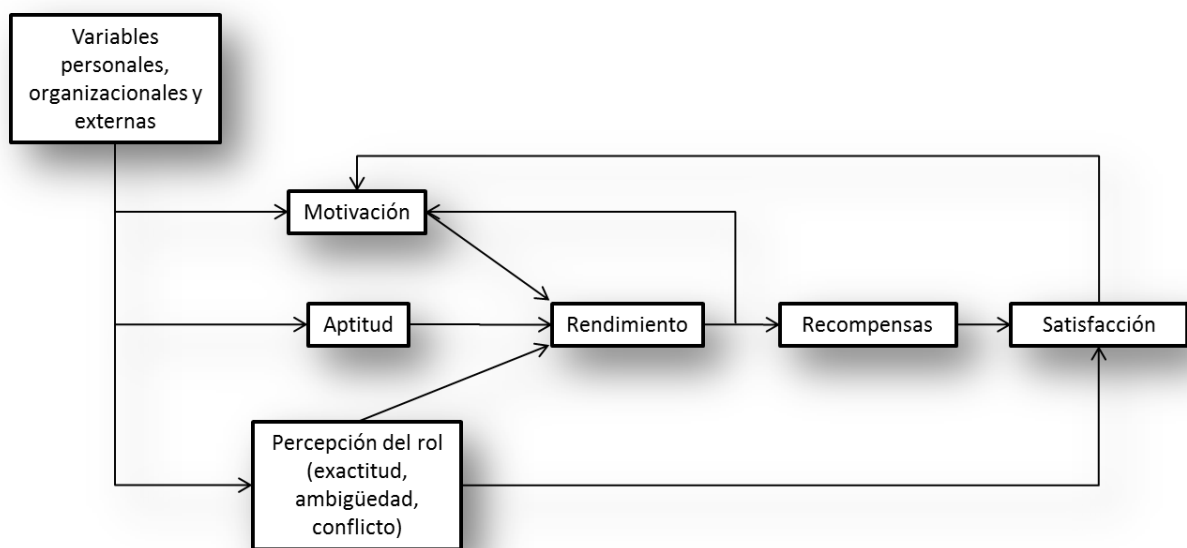 Variables
personales,
organizacionales y
externas
Motivación
Aptitud
Rendimiento
Recompensas
Satisfacción
Percepción del rol
(exactitud,
ambigüedad,
conflicto)